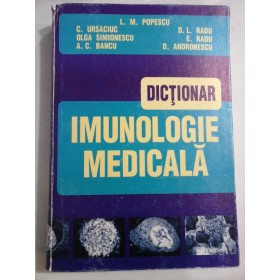 L. M. POPESCU
C. URSACIUC D. L. RADU
OLGA SIMIONESCU E. RADU
A. C. BANCU D. ANDRONESCU
DICȚIONAR
IMUNOLOGIE
MEDICALĂ